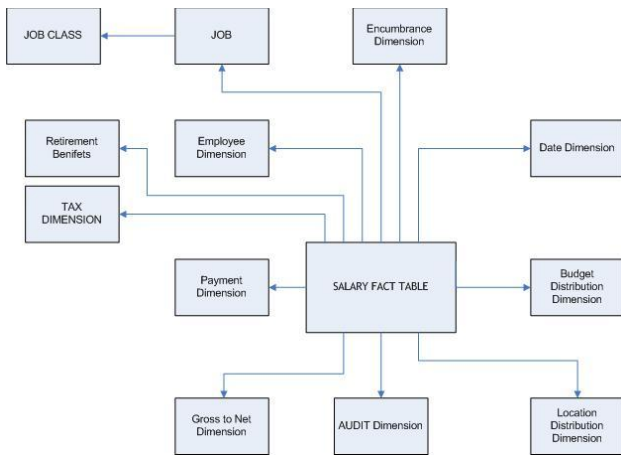 JOB CLASS
JOB
Encumbrance
Dimension
Retirement
Benifets
Employee
Dimension
Date Dimension
TAX
DIMENSION
Payment
Dimension
SALARY FACT TABLE
Budget
Distribution
Dimension
Gross to Net
Dimension
AUDIT Dimension
Location
Distribution
Dimension